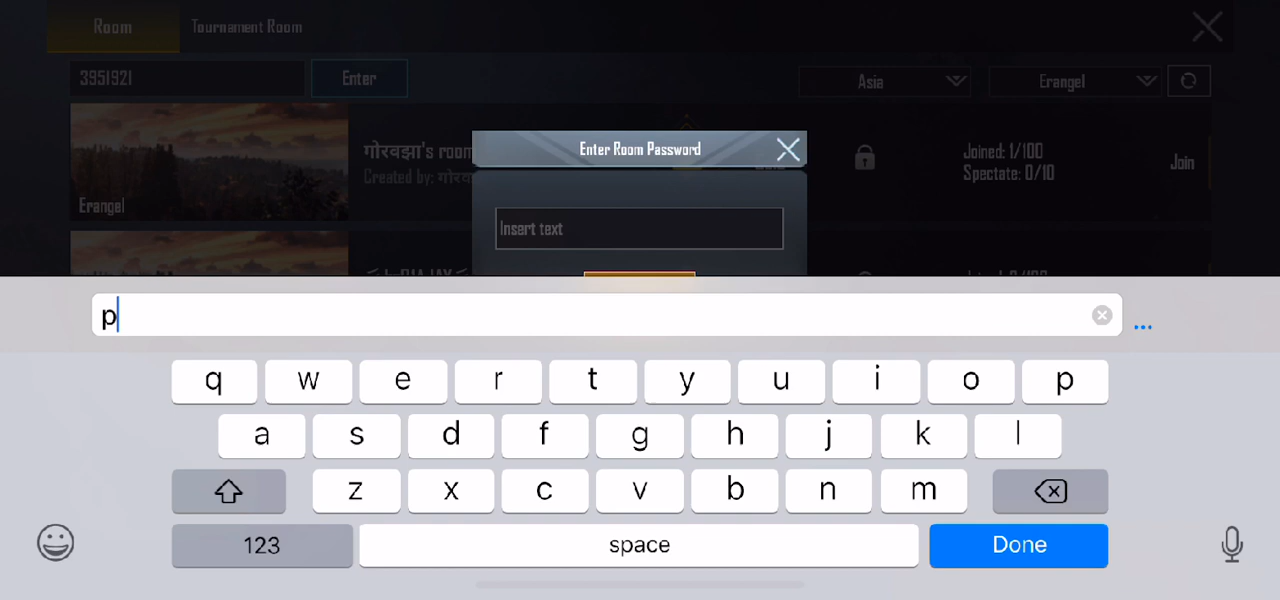 Room
Tournament Room
3951921
Enter
Asia
Erangel
गोरवझा's room
Created by: गोरव
Erangel
Joined: 1/100
Spectate: 0/10
Join
Enter Room Password
Insert text
p
...
q w e r t y u i o p
a s d f g h j k l
z x c v b n m
123
space
Done